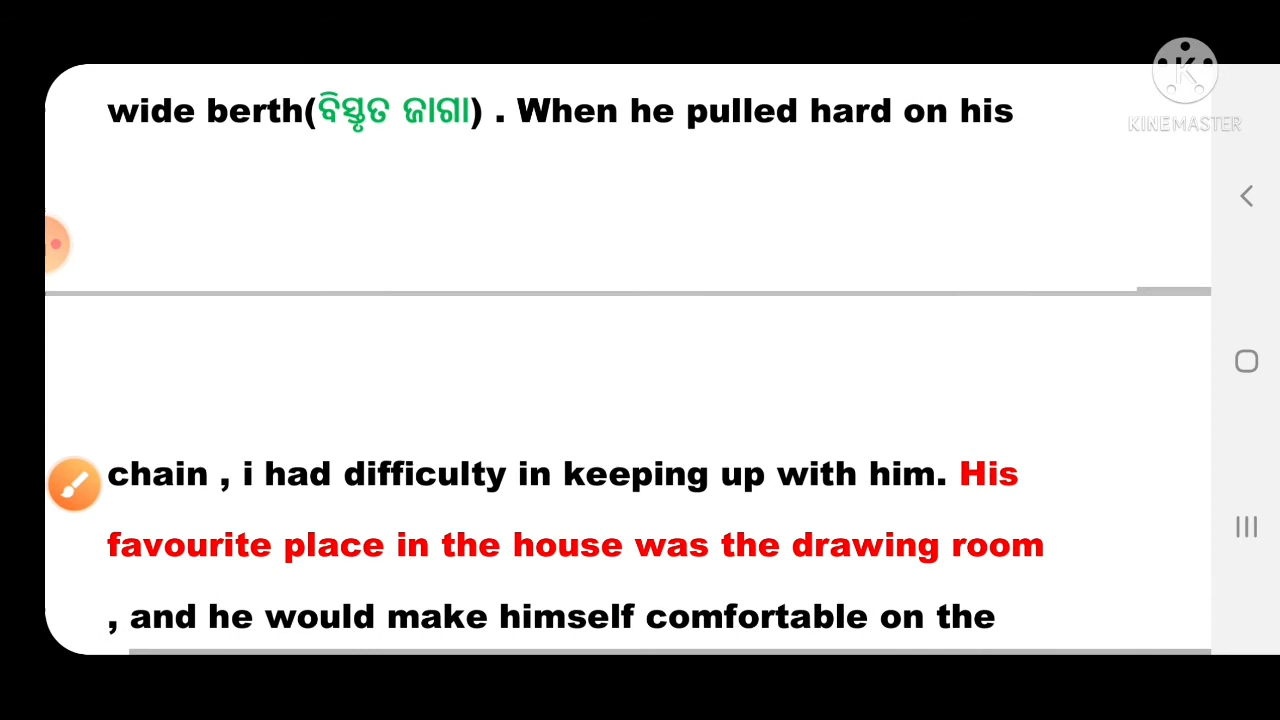 wide berth(ବିସ୍ତୃତ ଜାଗା) . When he pulled hard on his
KINEMASTER
chain , i had difficulty in keeping up with him. His
favourite place in the house was the drawing room
, and he would make himself comfortable on the